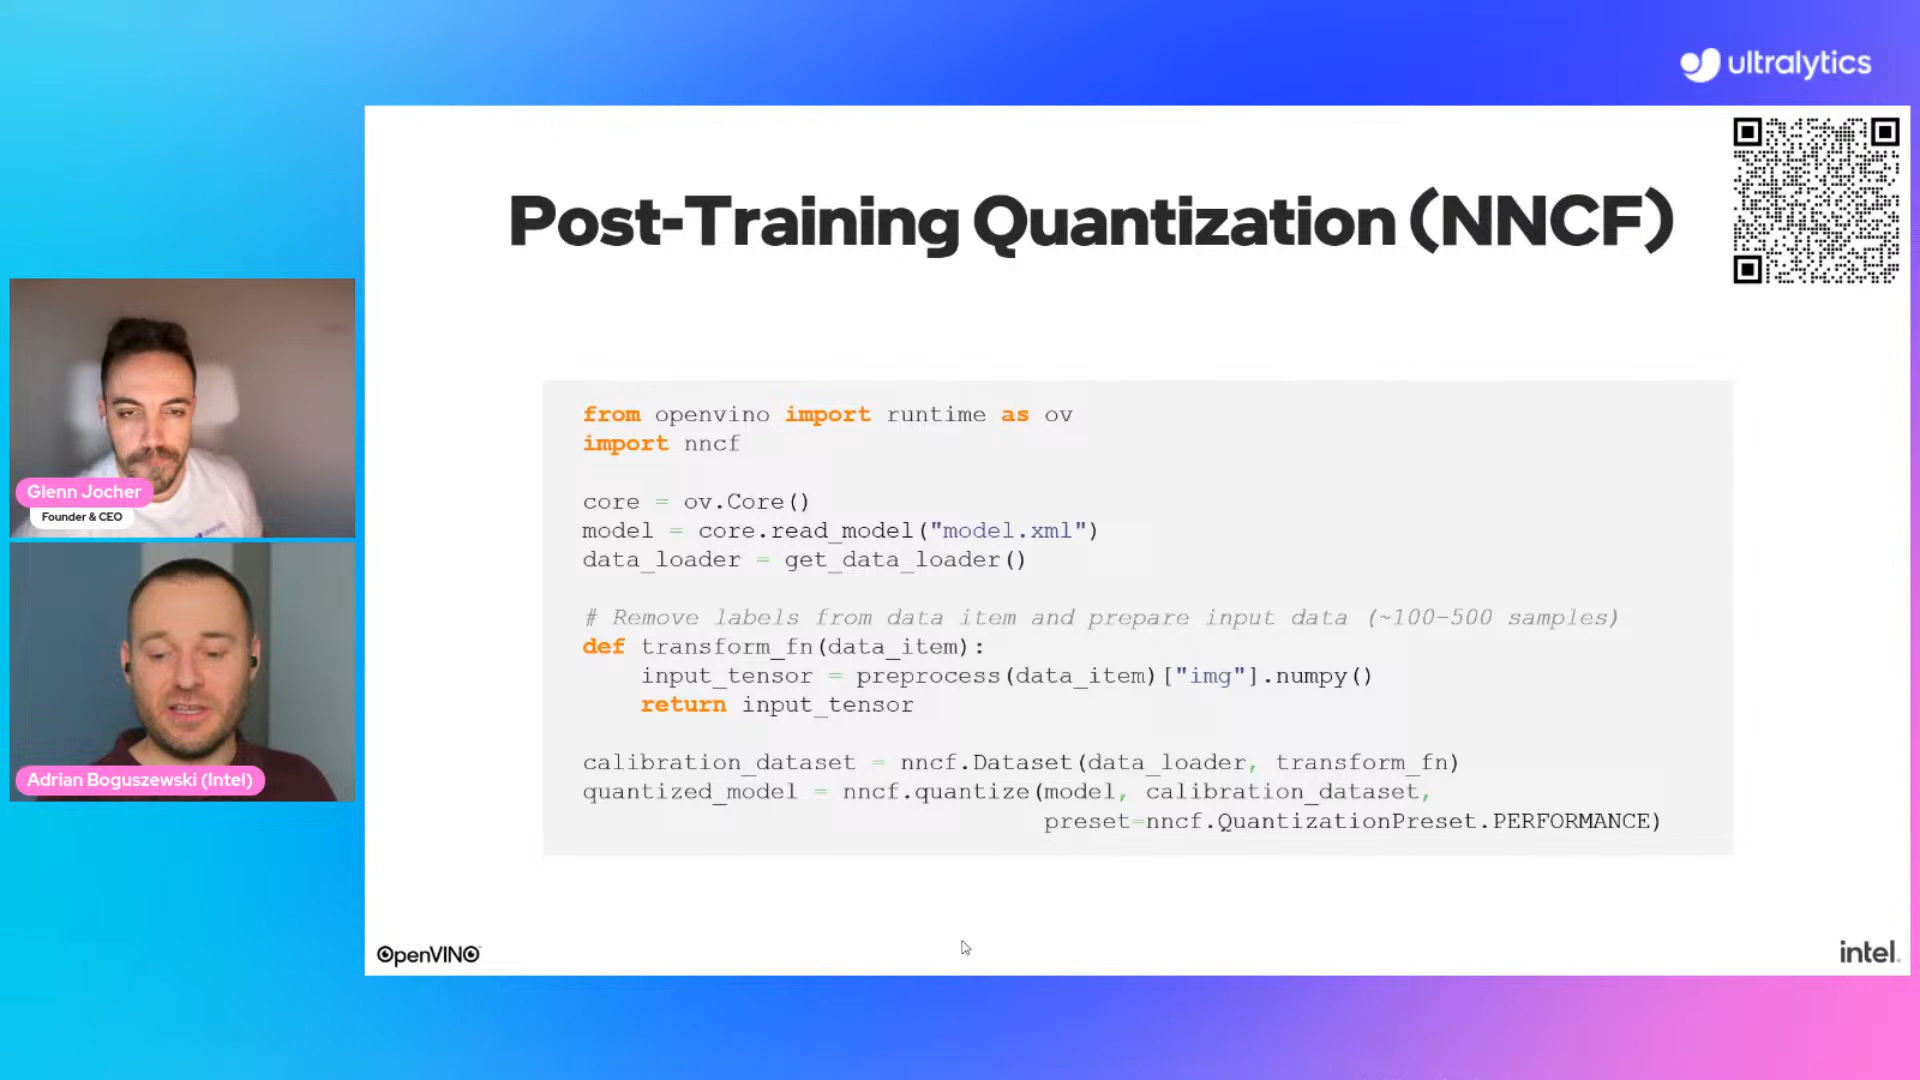 ultralytics
Post-Training Quantization (NNCF)
from openvino import runtime as ov
import nncf
core = ov.Core()
model = core.read_model("model.xml")
data_loader = get_data_loader()
# Remove labels from data item and prepare input data (~100-500 samples)
def transform_fn(data_item):
    input_tensor = preprocess(data_item)["img"].numpy()
    return input_tensor
calibration_dataset = nncf.Dataset(data_loader, transform_fn)
quantized_model = nncf.quantize(model, calibration_dataset,
                                preset=nncf.QuantizationPreset.PERFORMANCE)
Glenn Jocher
Founder & CEO
Adrian Boguszewski (Intel)
OpenVINO
intel.